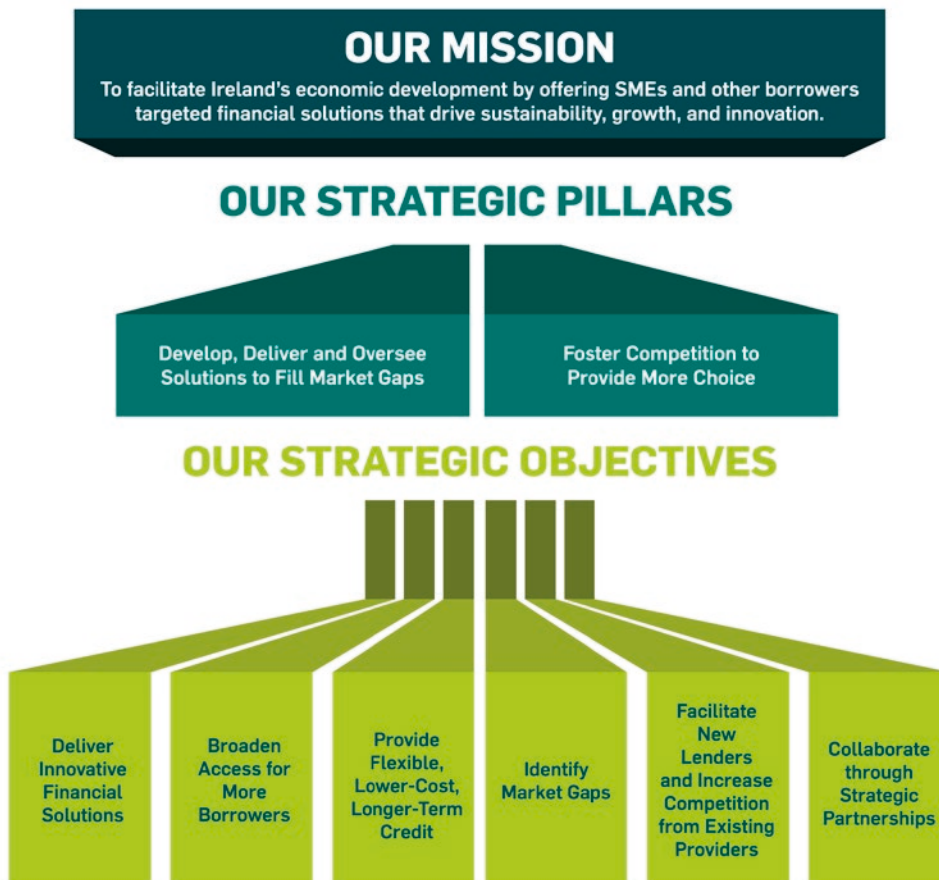 OUR MISSION
To facilitate Ireland's economic development by offering SMEs and other borrowers
targeted financial solutions that drive sustainability, growth, and innovation.
OUR STRATEGIC PILLARS
Develop, Deliver and Oversee
Solutions to Fill Market Gaps
Foster Competition to
Provide More Choice
OUR STRATEGIC OBJECTIVES
Deliver
Innovative
Financial
Solutions
Broaden
Access for
More
Borrowers
Provide
Flexible,
Lower-Cost,
Longer-Term
Credit
Identify
Market Gaps
Facilitate
New
Lenders
and Increase
Competition
from Existing
Providers
Collaborate
through
Strategic
Partnerships